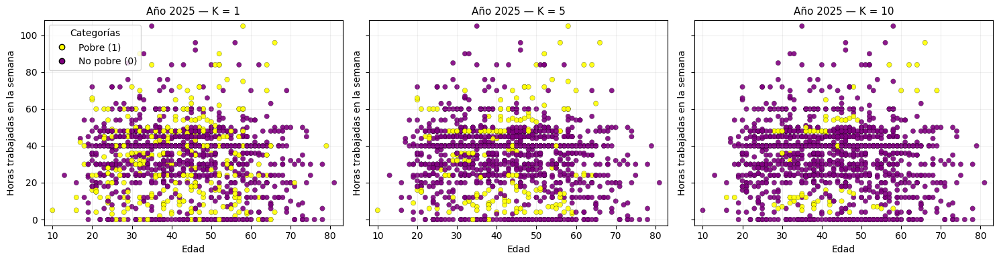 Año 2025 — K = 1
Año 2025 — K = 5
Año 2025 — K = 10
Horas trabajadas en la semana
100
80
60
40
20
0
Categorías
Pobre (1)
No pobre (0)
10 20 30 40 50 60 70 80
Edad
Horas trabajadas en la semana
10 20 30 40 50 60 70 80
Edad
Horas trabajadas en la semana
10 20 30 40 50 60 70 80
Edad